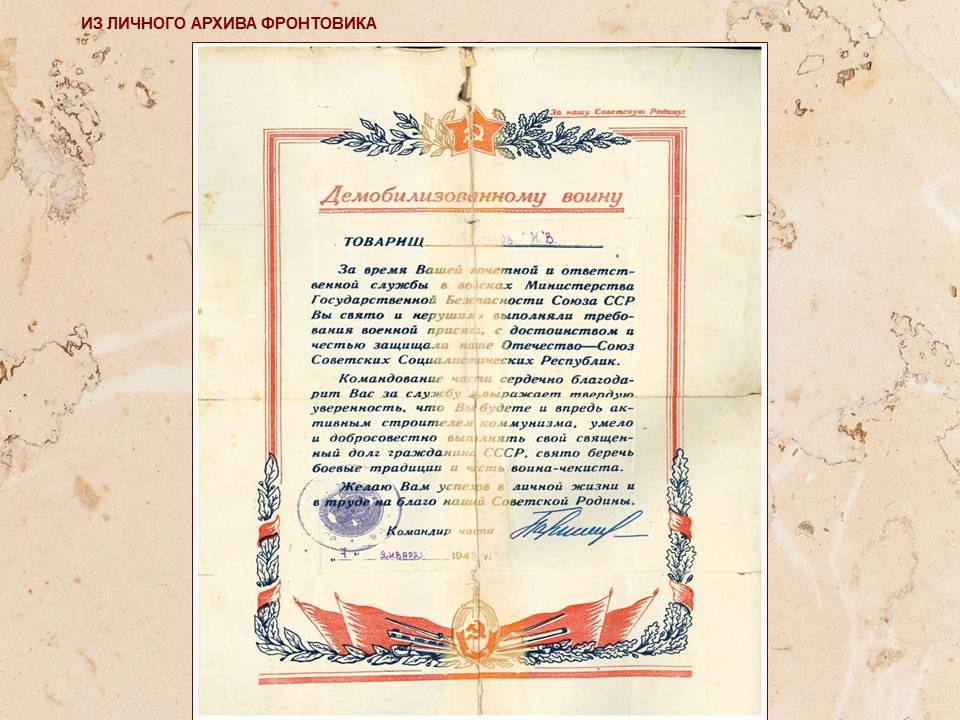 ИЗ ЛИЧНОГО АРХИВА ФРОНТОВИКА
За нашу Советскую Родину!
Демобилизованному воину
ТОВАРИЩ Н. В.
За время Вашей почетной и ответст-
венной службы в войсках Министерства
Государственной Безопасности Союза ССР
Вы свято и нерушимо выполняли требо-
вания военной присяги, с достоинством и
честью защищали наше Отечество—Союз
Советских Социалистических Республик.
Командование части сердечно благода-
рит Вас за службу и выражает твердую
уверенность, что Вы будете и впредь ак-
тивным строителем коммунизма, умело
и добросовестно выполнять свой священ-
ный долг гражданина СССР, свято беречь
боевые традиции и честь воина-чекиста.
Желаю Вам успехов в личной жизни и
в труде на благо нашей Советской Родины.
Командир части
„7" января 194 г.